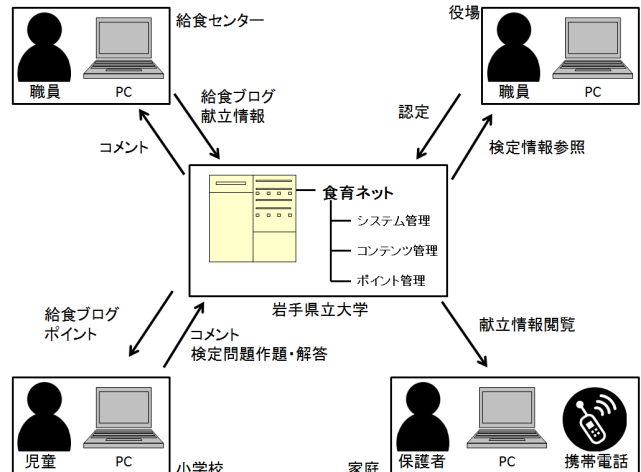 給食センター
職員
PC
役場
職員
PC
給食ブログ
献立情報
コメント
認定
検定情報参照
食育ネット
システム管理
コンテンツ管理
ポイント管理
岩手県立大学
給食ブログ
ポイント
コメント
検定問題作題・解答
献立情報閲覧
児童
PC
小学校
家庭
保護者
PC
携帯電話